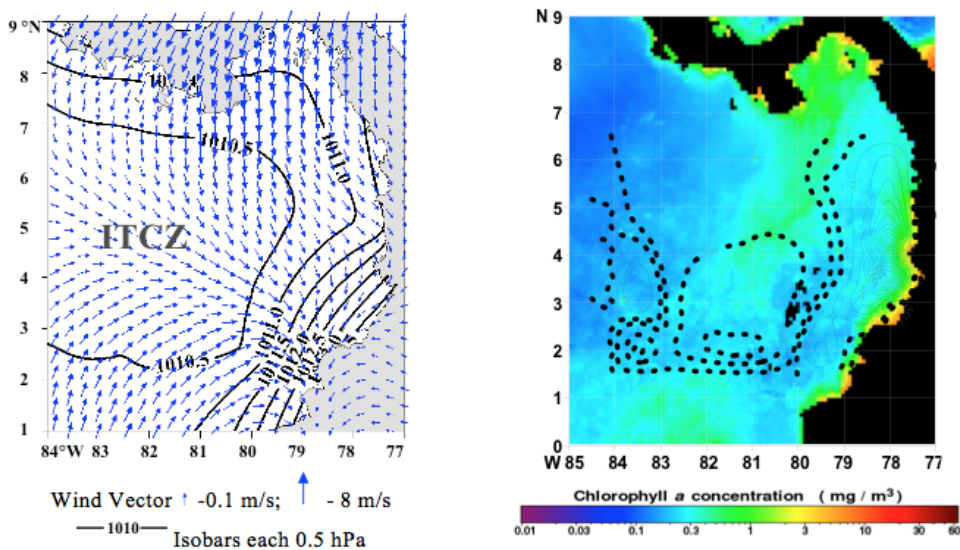 9 °N
8
7
1010.5
1011.0
6
5
ITCZ
4
3
1011.0
1010.5
2
1
84°W 83 82 81 80 79 78 77
Wind Vector -0.1 m/s; - 8 m/s
1010 Isobars each 0.5 hPa
N 9
8
7
6
5
4
3
2
1
0
W 85 84 83 82 81 80 79 78 77
Chlorophyll a concentration ( mg / m³ )
0.01 0.03 0.1 0.3 1 3 10 30 60